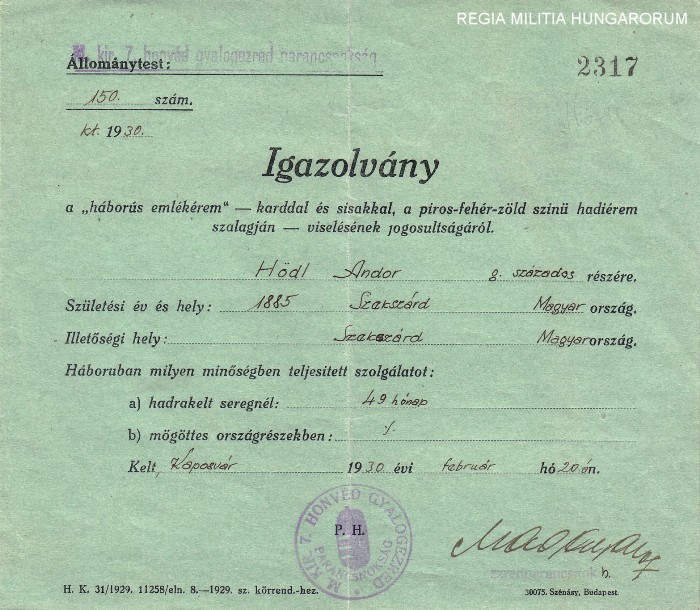 REGIA MILITIA HUNGARORUM
M. kir. 7. honvéd gyalogezred parancsnokság
Állománytest:
2317
150. szám.
kt. 1930.
Igazolvány
a „háborús emlékérem“ — karddal és sisakkal, a piros-fehér-zöld szinü hadiérem
szalagján — viselésének jogosultságáról.
Hödl Andor g. százados részére.
Születési év és hely: 1885 Szekszárd Magyar ország.
Illetőségi hely: Szekszárd Magyarország.
Háboruban milyen minőségben teljesitett szolgálatot:
a) hadrakelt seregnél: 49 hónap
b) mögöttes országrészekben:
Kelt, Kaposvár 1930 évi február hó 20 án.
M. KIR. 7. HONVÉD GYALOGEZRED
PARANCSNOKSÁG
P. H.
ezredparancsnok h.
H. K. 31/1929. 11258/eln. 8.—1929. sz. körrend.-hez.
30075. Szénásy, Budapest.